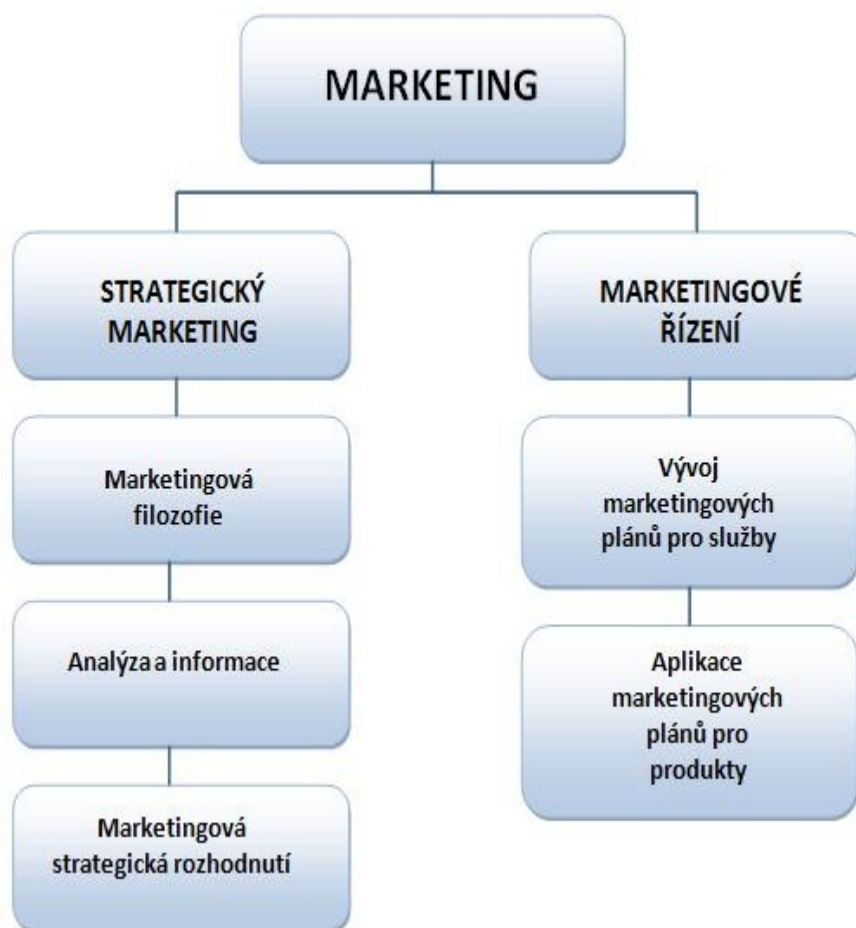 MARKETING
STRATEGICKÝ
MARKETING
Marketingová
filozofie
Analýza a informace
Marketingová
strategická rozhodnutí
MARKETINGOVÉ
ŘÍZENÍ
Vývoj
marketingových
plánů pro služby
Aplikace
marketingových
plánů pro
produkty